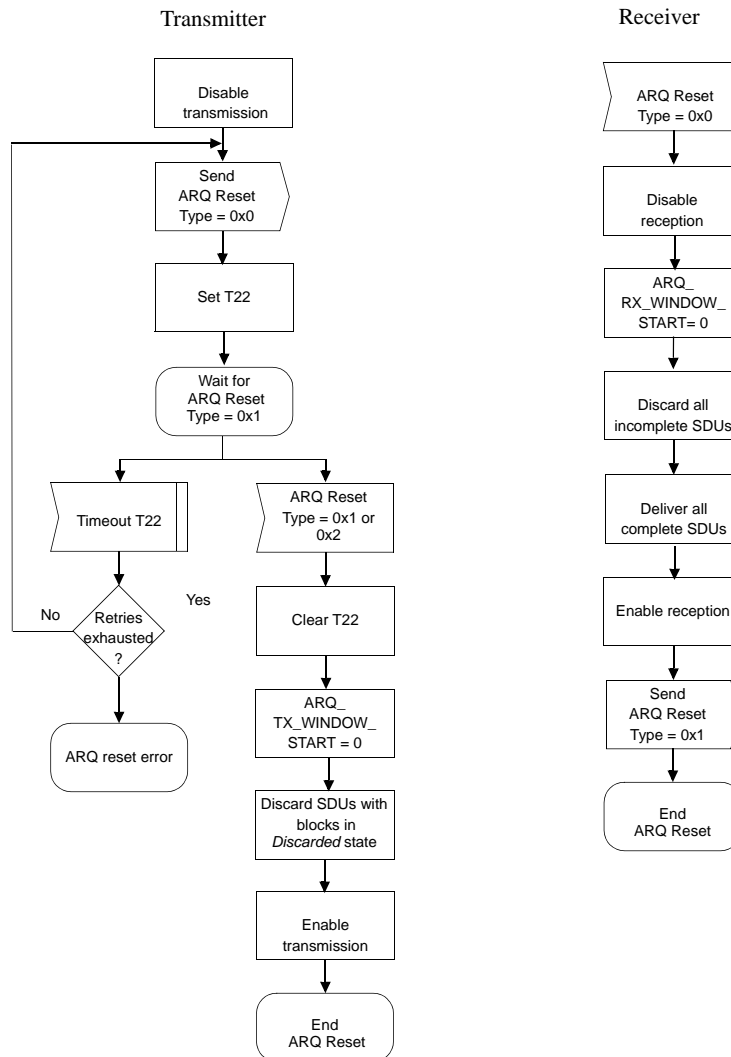 Transmitter
Disable
transmission
Send
ARQ Reset
Type = 0x0
Set T22
Wait for
ARQ Reset
Type = 0x1
Timeout T22
ARQ Reset
Type = 0x1 or
0x2
No
Retries
exhausted
?
Yes
ARQ reset error
Clear T22
ARQ_
TX_WINDOW_
START = 0
Discard SDUs with
blocks in
Discarded state
Enable
transmission
End
ARQ Reset
Receiver
ARQ Reset
Type = 0x0
Disable
reception
ARQ_
RX_WINDOW_
START= 0
Discard all
incomplete SDUs
Deliver all
complete SDUs
Enable reception
Send
ARQ Reset
Type = 0x1
End
ARQ Reset